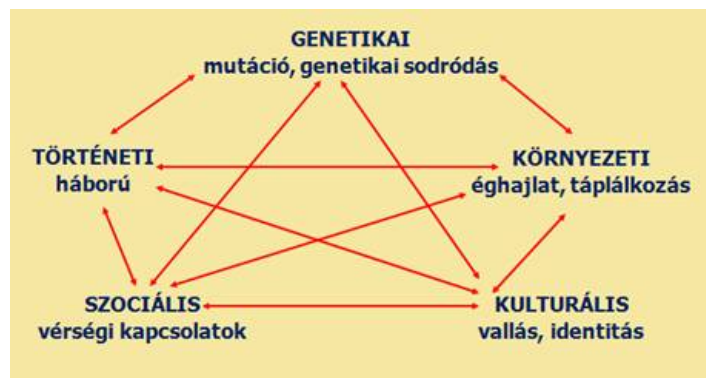 GENETIKAI
mutáció, genetikai sodródás
TÖRTÉNETI
háború
KÖRNYEZETI
éghajlat, táplálkozás
SZOCIÁLIS
vérségi kapcsolatok
KULTURÁLIS
vallás, identitás